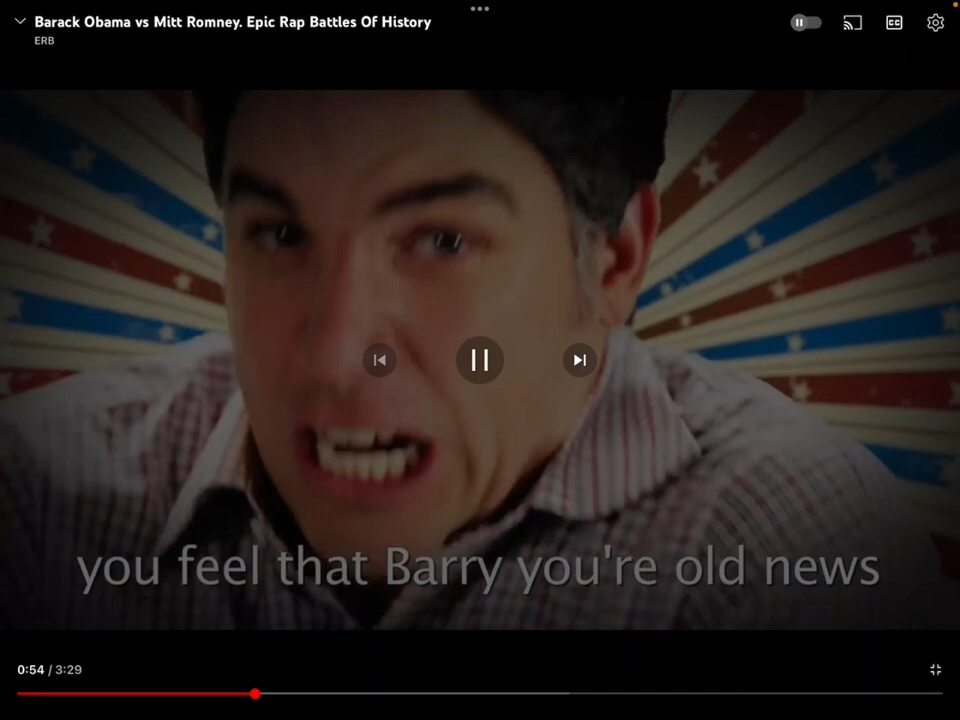 Barack Obama vs Mitt Romney. Epic Rap Battles Of History
ERB
CC
you feel that Barry you're old news
0:54 / 3:29